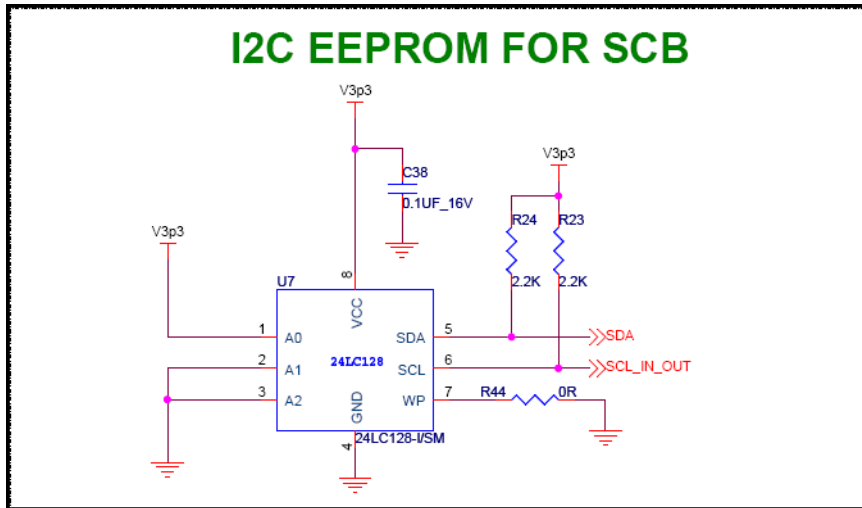 I2C EEPROM FOR SCB
V3p3
C38
0.1UF_16V
V3p3
R24
R23
2.2K
2.2K
V3p3
U7
8
VCC
1
A0
2
A1
3
A2
24LC128
SDA
5
SDA
SCL
6
SCL_IN_OUT
WP
7
R44
0R
GND
4
24LC128-I/SM